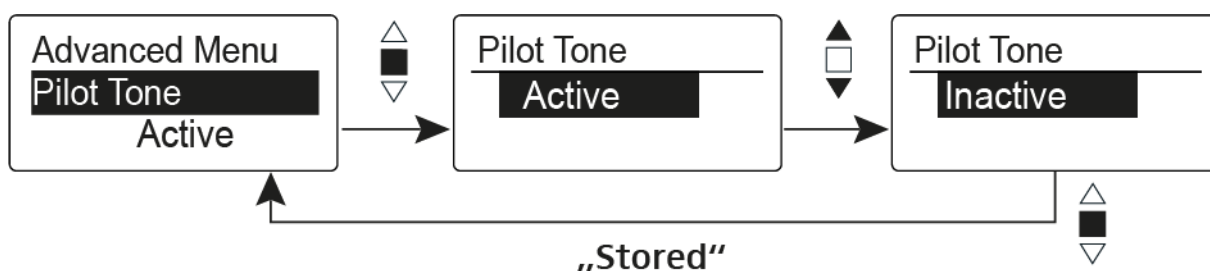 Advanced Menu
Pilot Tone
Active
Pilot Tone
Active
Pilot Tone
Inactive
„Stored“